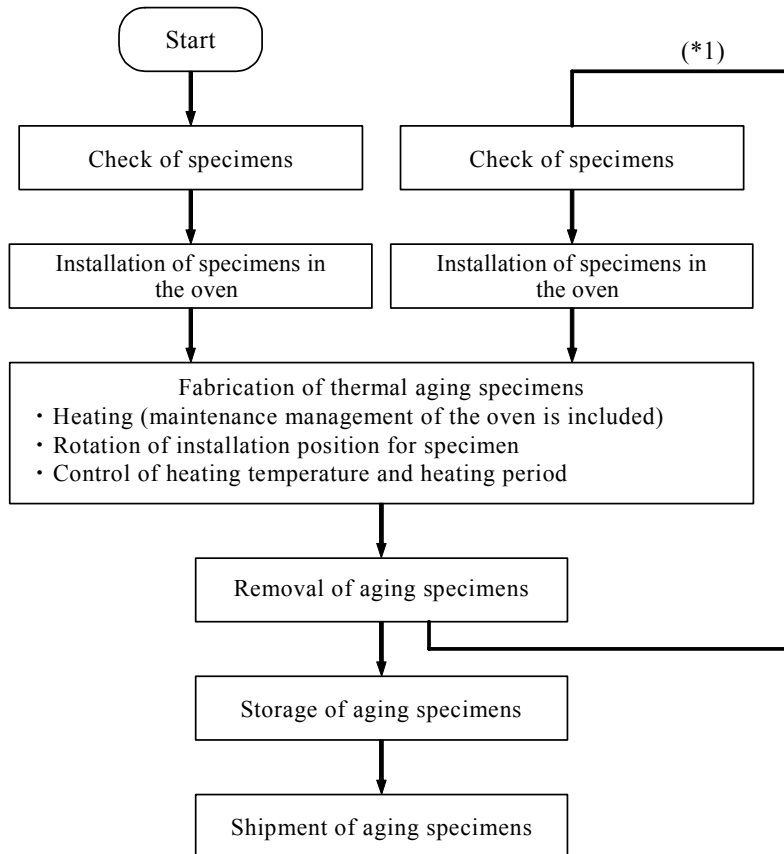 Start
(*1)
Check of specimens
Check of specimens
Installation of specimens in
the oven
Installation of specimens in
the oven
Fabrication of thermal aging specimens
・Heating (maintenance management of the oven is included)
・Rotation of installation position for specimen
・Control of heating temperature and heating period
Removal of aging specimens
Storage of aging specimens
Shipment of aging specimens